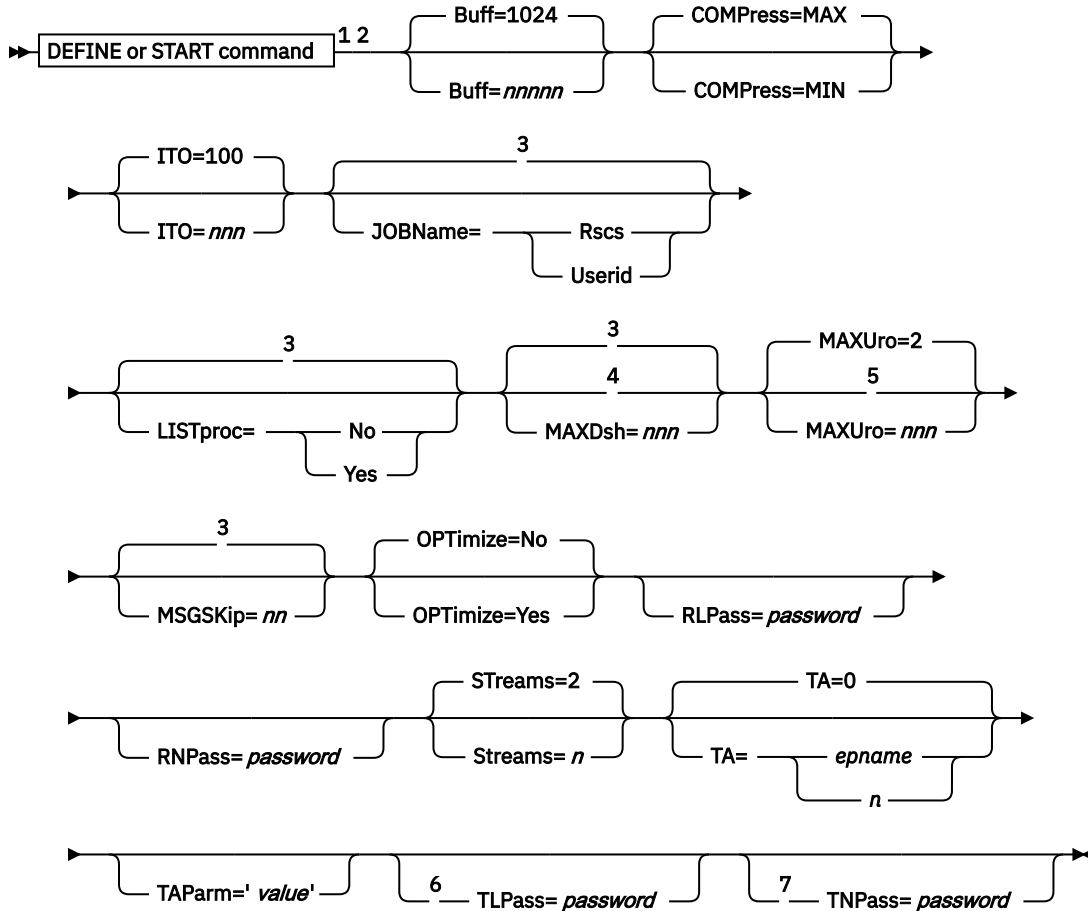 Buff=1024 COMPress=MAX
DEFINE or START command 1 2
Buff= nnnnn COMPress=MIN
ITO=100 3
ITO= nnn JOBName= Rscs
Userid
3 3 MAXUro=2
4 5
LISTproc= No MAXDsh= nnn MAXUro= nnn
Yes
3 OPTimize=No
MSGSKip= nn OPTimize=Yes RLPass= password
STreams=2 TA=0
RNPass= password Streams= n TA= epname
n
TAParm=' value' 6 TLPass= password 7 TNPass= password